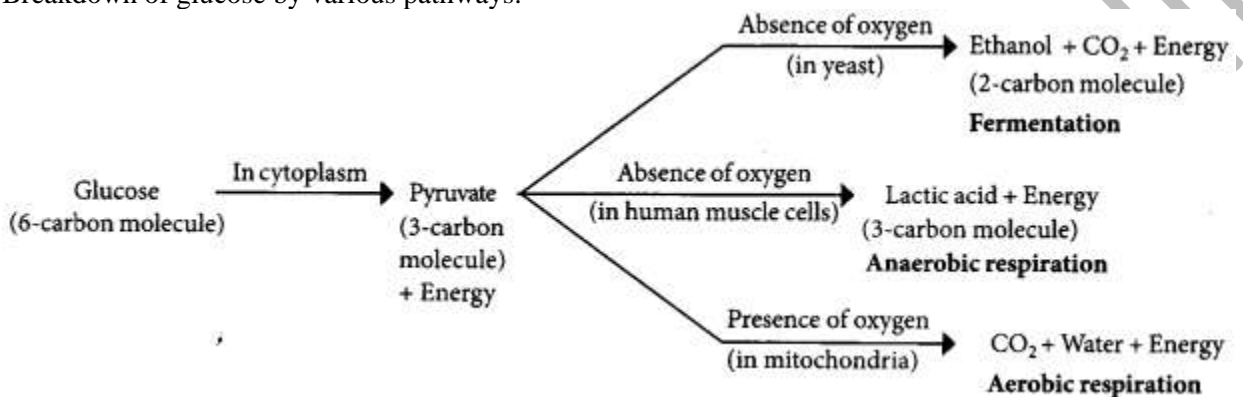 Breakdown of glucose by various pathways.
Absence of oxygen
(in yeast)
Ethanol + CO₂ + Energy
(2-carbon molecule)
Fermentation
Glucose
(6-carbon molecule)
In cytoplasm
Pyruvate
(3-carbon
molecule)
+ Energy
Absence of oxygen
(in human muscle cells)
Lactic acid + Energy
(3-carbon molecule)
Anaerobic respiration
Presence of oxygen
(in mitochondria)
CO₂ + Water + Energy
Aerobic respiration